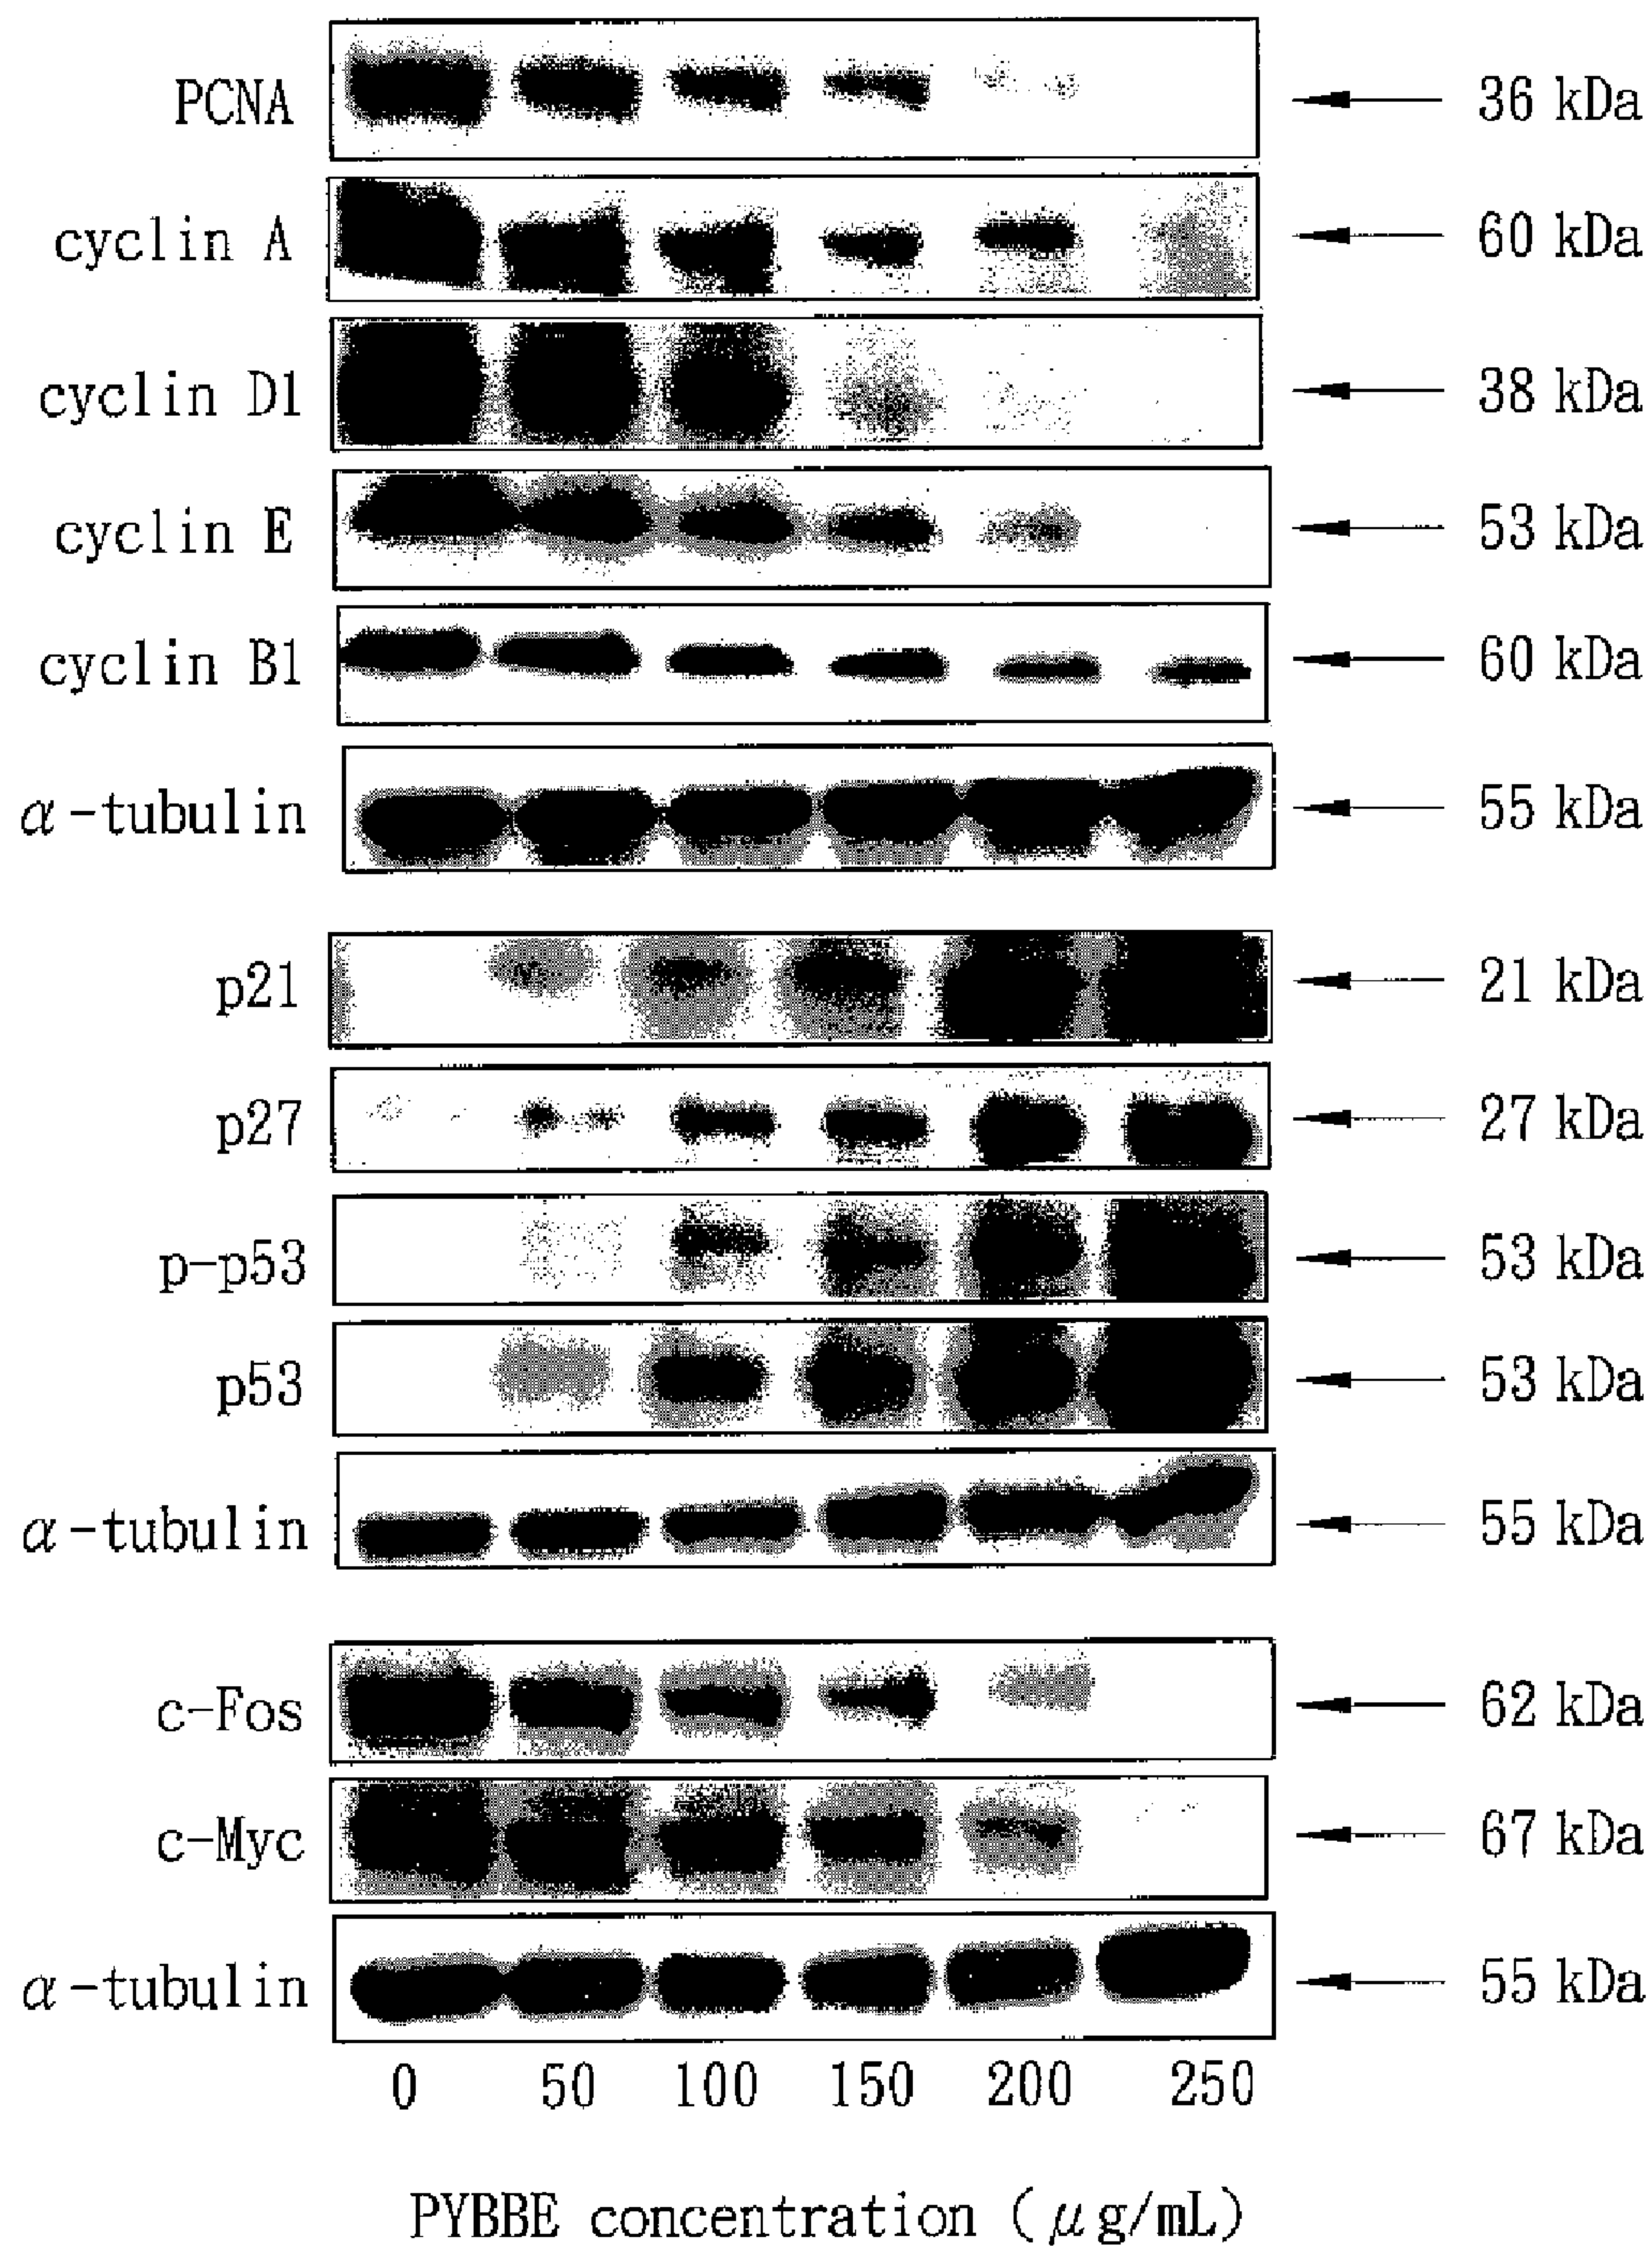 PCNA 36 kDa
cyclin A 60 kDa
cyclin D1 38 kDa
cyclin E 53 kDa
cyclin B1 60 kDa
α-tubulin 55 kDa
p21 21 kDa
p27 27 kDa
p-p53 53 kDa
p53 53 kDa
α-tubulin 55 kDa
c-Fos 62 kDa
c-Myc 67 kDa
α-tubulin 55 kDa
0 50 100 150 200 250
PYBBE concentration (μg/mL)